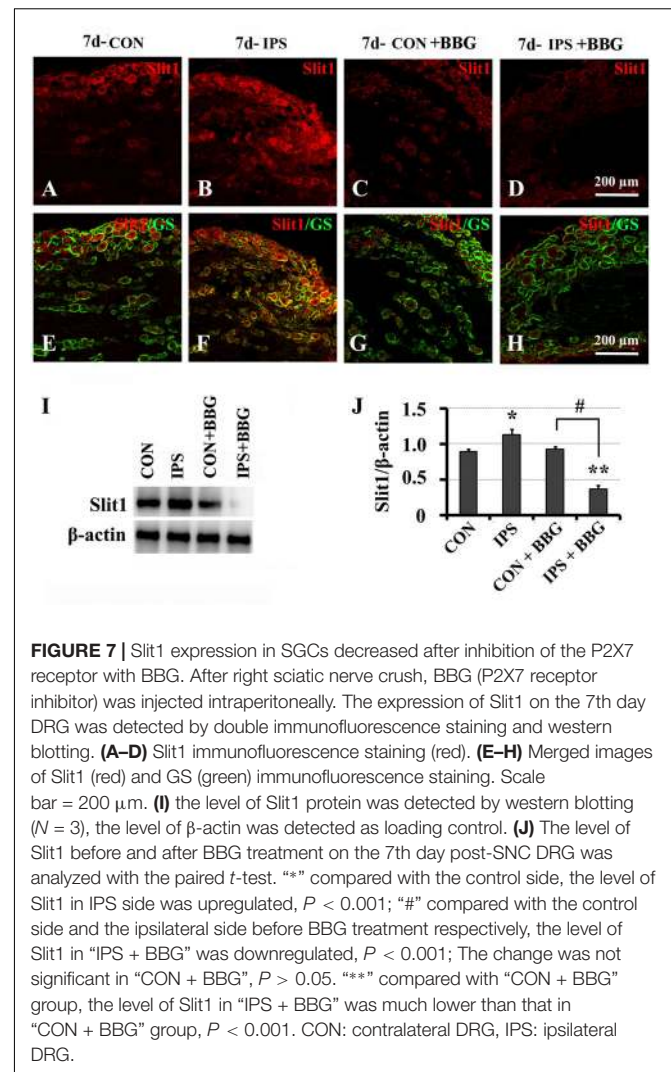 7d-CON 7d-IPS 7d-CON+BBG 7d-IPS+BBG
Slit1 Slit1 Slit1 Slit1
A B C D 200 μm
Slit1/GS Slit1/GS Slit1/GS Slit1/GS
E F G H 200 μm
I
CON IPS CON+BBG IPS+BBG
Slit1
β-actin
J
Slit1/β-actin
1.5
1.0
0.5
0
* # **
CON IPS CON + BBG IPS + BBG
FIGURE 7 | Slit1 expression in SGCs decreased after inhibition of the P2X7
receptor with BBG. After right sciatic nerve crush, BBG (P2X7 receptor
inhibitor) was injected intraperitoneally. The expression of Slit1 on the 7th day
DRG was detected by double immunofluorescence staining and western
blotting. (A–D) Slit1 immunofluorescence staining (red). (E–H) Merged images
of Slit1 (red) and GS (green) immunofluorescence staining. Scale
bar = 200 μm. (I) the level of Slit1 protein was detected by western blotting
(N = 3), the level of β-actin was detected as loading control. (J) The level of
Slit1 before and after BBG treatment on the 7th day post-SNC DRG was
analyzed with the paired t-test. “*” compared with the control side, the level of
Slit1 in IPS side was upregulated, P < 0.001; “#” compared with the control
side and the ipsilateral side before BBG treatment respectively, the level of
Slit1 in “IPS + BBG” was downregulated, P < 0.001; The change was not
significant in “CON + BBG”, P > 0.05. “**” compared with “CON + BBG”
group, the level of Slit1 in “IPS + BBG” was much lower than that in
“CON + BBG” group, P < 0.001. CON: contralateral DRG, IPS: ipsilateral
DRG.